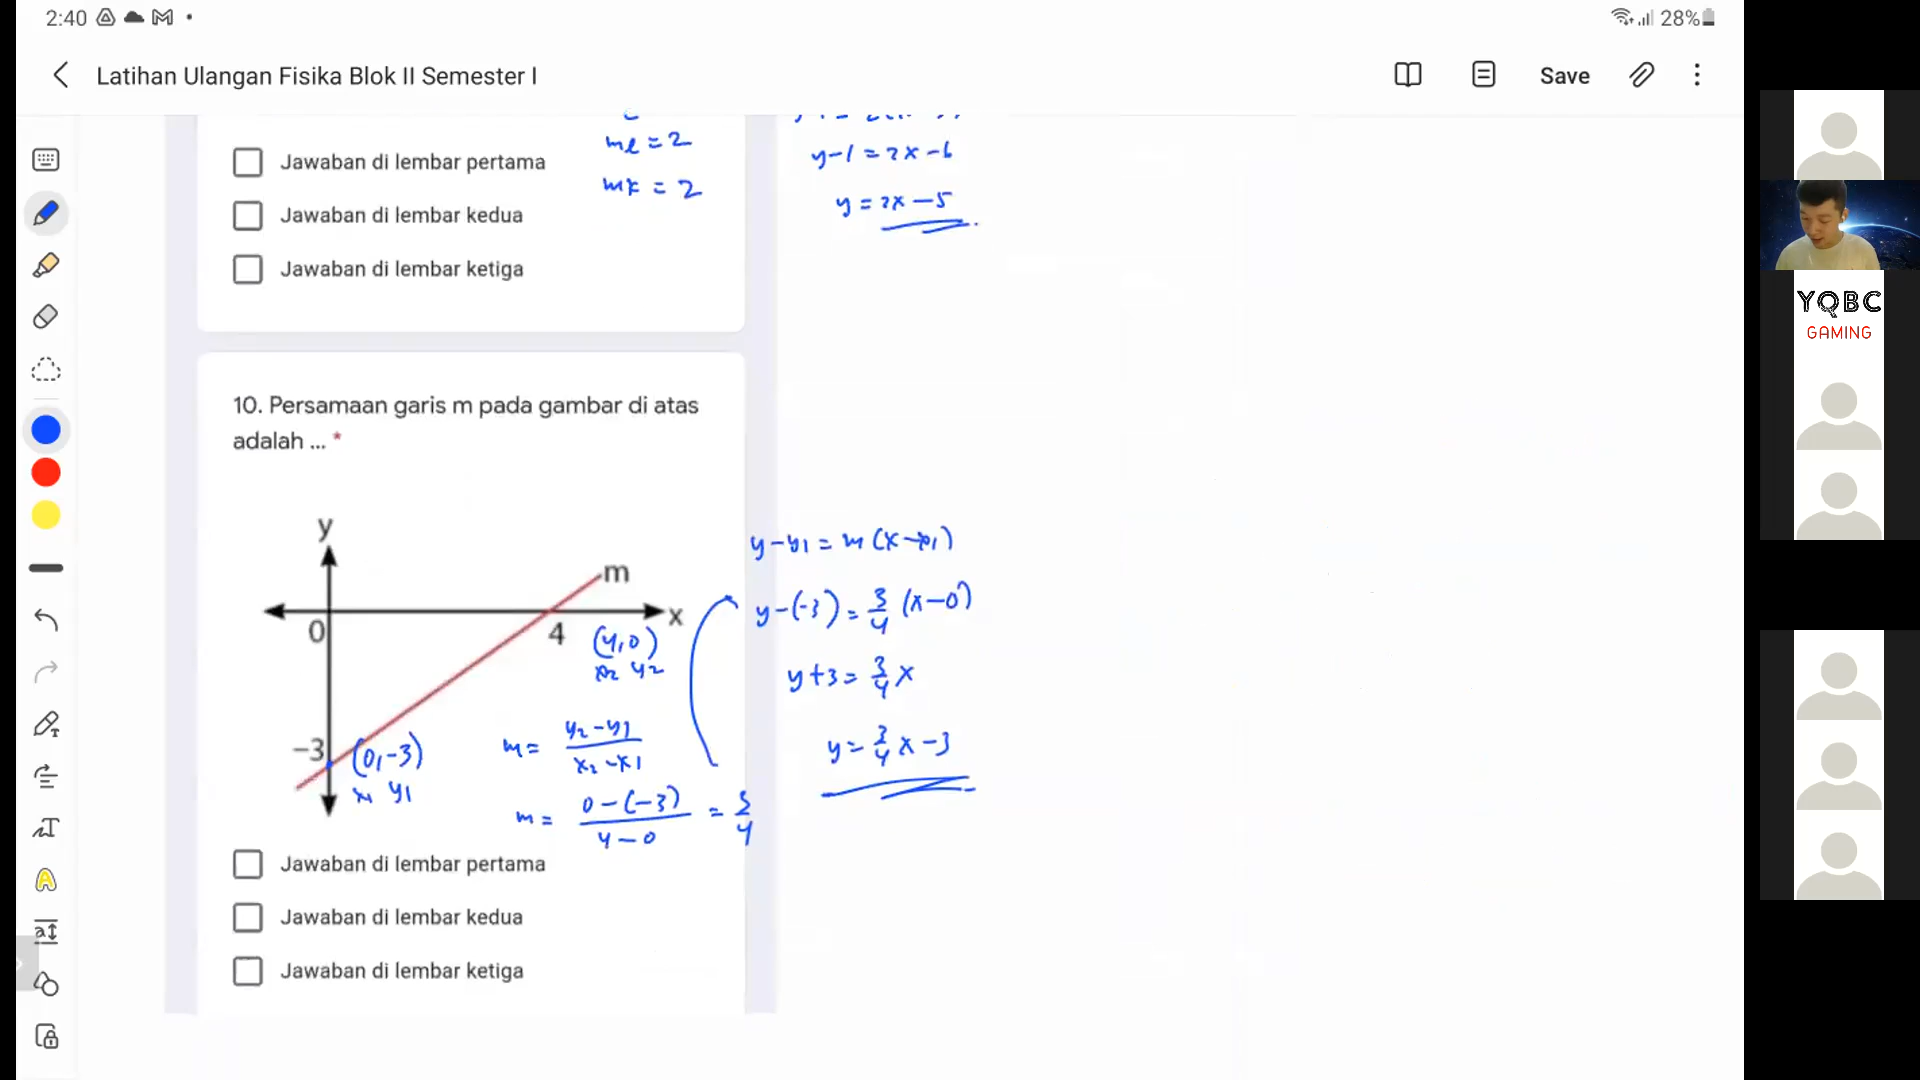 2:40
28%
Latihan Ulangan Fisika Blok II Semester I
Save
Jawaban di lembar pertama
Jawaban di lembar kedua
Jawaban di lembar ketiga
ml = 2
mk = 2
y-1 = 2x-6
y = 2x-5
YQBC
GAMING
10. Persamaan garis m pada gambar di atas
adalah ... *
y
m
x
0
4
(4,0)
x2 y2
-3
(0,-3)
x1 y1
m = y2-y1 / x2-x1
m = 0-(-3) / 4-0 = 3/4
y-y1 = m(x-x1)
y-(-3) = 3/4 (x-0)
y+3 = 3/4 x
y = 3/4 x-3
Jawaban di lembar pertama
Jawaban di lembar kedua
Jawaban di lembar ketiga